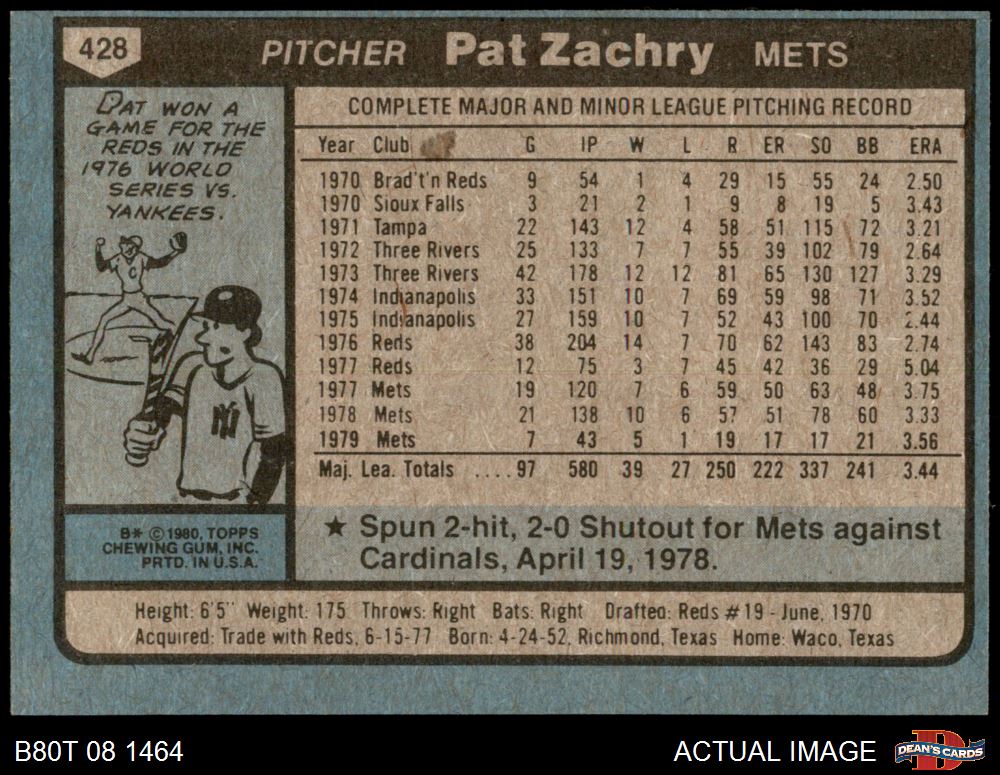 428 PITCHER Pat Zachry METS
PAT WON A
GAME FOR THE
REDS IN THE
1976 WORLD
SERIES VS.
YANKEES.
C
NY
B* © 1980, TOPPS
CHEWING GUM, INC.
PRTD. IN U.S.A.
COMPLETE MAJOR AND MINOR LEAGUE PITCHING RECORD
Year Club G IP W L R ER SO BB ERA
1970 Brad't'n Reds 9 54 1 4 29 15 55 24 2.50
1970 Sioux Falls 3 21 2 1 9 8 19 5 3.43
1971 Tampa 22 143 12 4 58 51 115 72 3.21
1972 Three Rivers 25 133 7 7 55 39 102 79 2.64
1973 Three Rivers 42 178 12 12 81 65 130 127 3.29
1974 Indianapolis 33 151 10 7 69 59 98 71 3.52
1975 Indianapolis 27 159 10 7 52 43 100 70 2.44
1976 Reds 38 204 14 7 70 62 143 83 2.74
1977 Reds 12 75 3 7 45 42 36 29 5.04
1977 Mets 19 120 7 6 59 50 63 48 3.75
1978 Mets 21 138 10 6 57 51 78 60 3.33
1979 Mets 7 43 5 1 19 17 17 21 3.56
Maj. Lea. Totals ....97 580 39 27 250 222 337 241 3.44
★ Spun 2-hit, 2-0 Shutout for Mets against
Cardinals, April 19, 1978.
Height: 6'5" Weight: 175 Throws: Right Bats: Right Drafted: Reds #19 - June, 1970
Acquired: Trade with Reds, 6-15-77 Born: 4-24-52, Richmond, Texas Home: Waco, Texas
B80T 08 1464 ACTUAL IMAGE DEAN'S CARDS